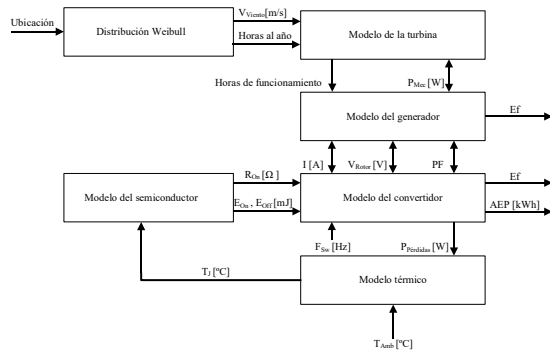 Ubicación
Distribución Weibull
V_Viento[m/s]
Horas al año
Modelo de la turbina
Horas de funcionamiento
P_Mec [W]
Modelo del generador
Ef
I [A]
V_Rotor [V]
PF
R_On [Ω ]
Modelo del semiconductor
E_On , E_Off [mJ]
Modelo del convertidor
Ef
AEP [kWh]
F_Sw [Hz]
P_Pérdidas [W]
T_J [ºC]
Modelo térmico
T_Amb [ºC]